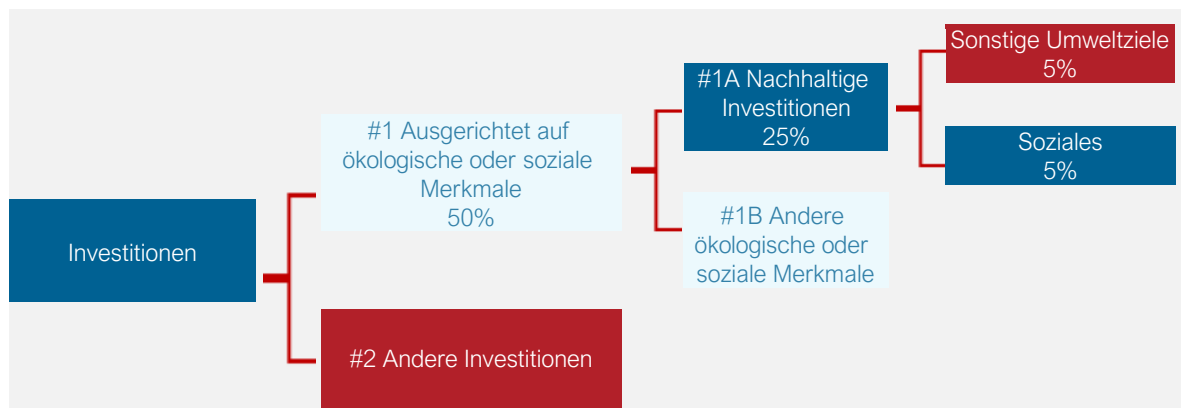 Investitionen
#1 Ausgerichtet auf
ökologische oder soziale
Merkmale
50%
#2 Andere Investitionen
#1A Nachhaltige
Investitionen
25%
#1B Andere
ökologische oder
soziale Merkmale
Sonstige Umweltziele
5%
Soziales
5%